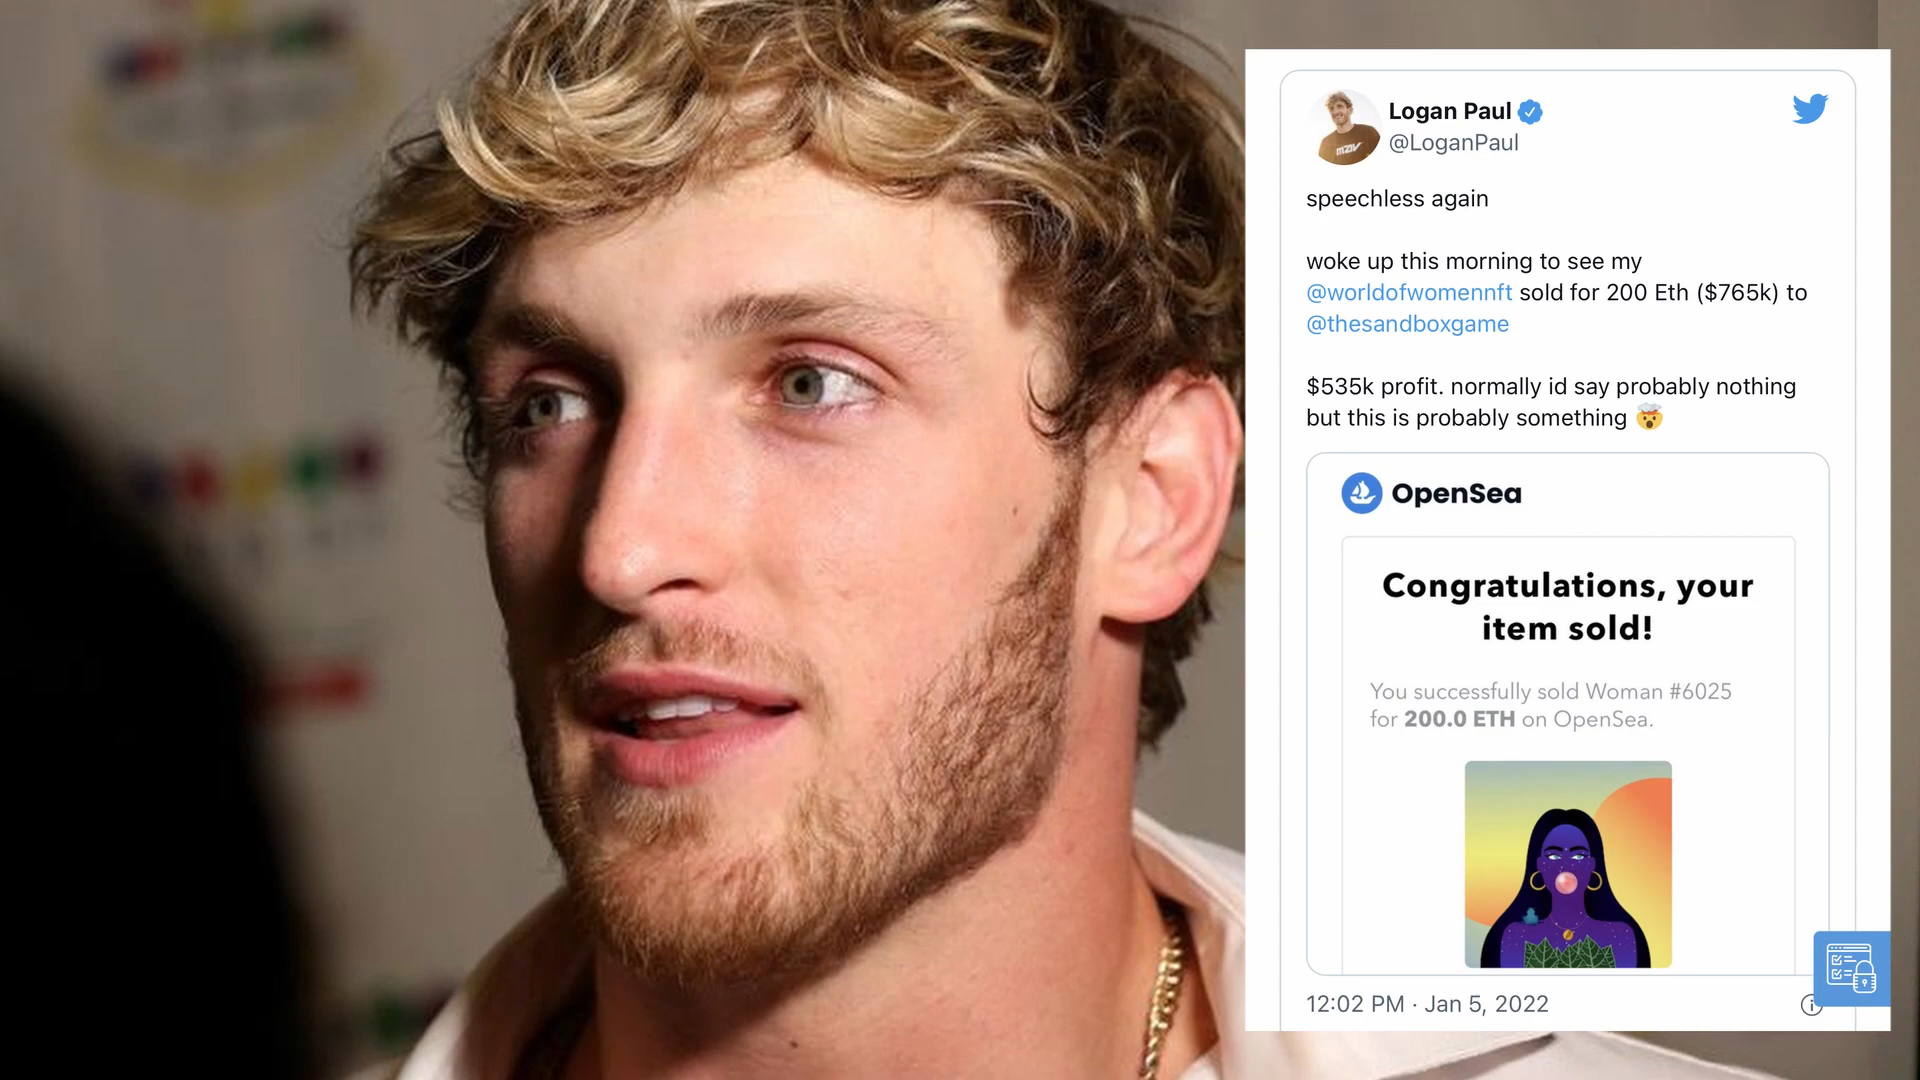 Logan Paul
@LoganPaul
speechless again
woke up this morning to see my
@worldofwomennft sold for 200 Eth ($765k) to
@thesandboxgame
$535k profit. normally id say probably nothing
but this is probably something 🤯
OpenSea
Congratulations, your
item sold!
You successfully sold Woman #6025
for 200.0 ETH on OpenSea.
12:02 PM · Jan 5, 2022